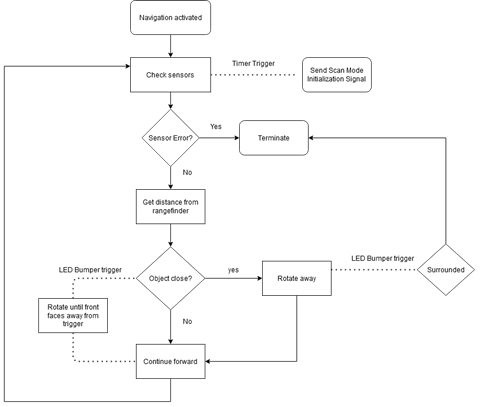 Navigation activated
Timer Trigger
Check sensors
Send Scan Mode
Initialization Signal
Yes
Sensor Error?
Terminate
No
Get distance from
rangefinder
LED Bumper trigger
Object close?
yes
Rotate away
LED Bumper trigger
Surrounded
Rotate until front
faces away from
trigger
No
Continue forward